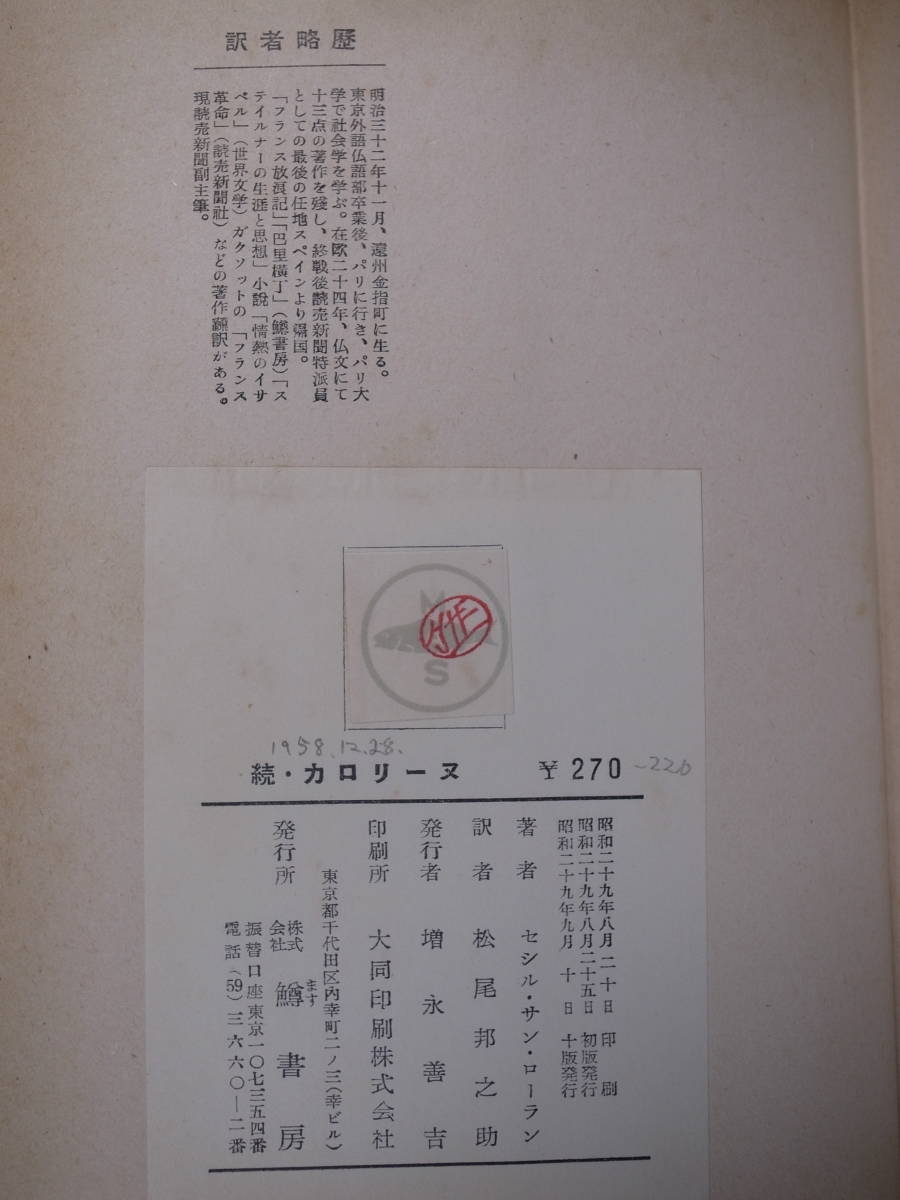 訳者略歴
明治三十二年十一月、遠州金指町に生る。
東京外語仏語部卒業後、パリに行き、パリ大
学で社会学を学ぶ。在欧二十四年、仏文にて
十三点の著作を残し、終戦後読売新聞特派員
としての最後の任地スペインより帰国。
「フランス放浪記」「巴里横丁」(鱒書房)「ス
テイルナーの生涯と思想」小説「情熱のイサ
ベル」(世界文学)ガクソットの「フランス
革命」(読売新聞社)などの著作飜訳がある。
現読売新聞副主筆。
M
S
1958.12.28.
続・カロリーヌ ¥270
-220
昭和二十九年八月二十日 印刷
昭和二十九年八月二十五日 初版発行
昭和二十九年九月十日 十版発行
著者 セシル・サン・ローラン
訳者 松尾邦之助
発行者 増永善吉
印刷所 大同印刷株式会社
東京都千代田区内幸町二ノ三(幸ビル)
発行所 株式会社 鱒書房
ます
振替口座東京一〇七三五四番
電話(59)三六六〇—二番